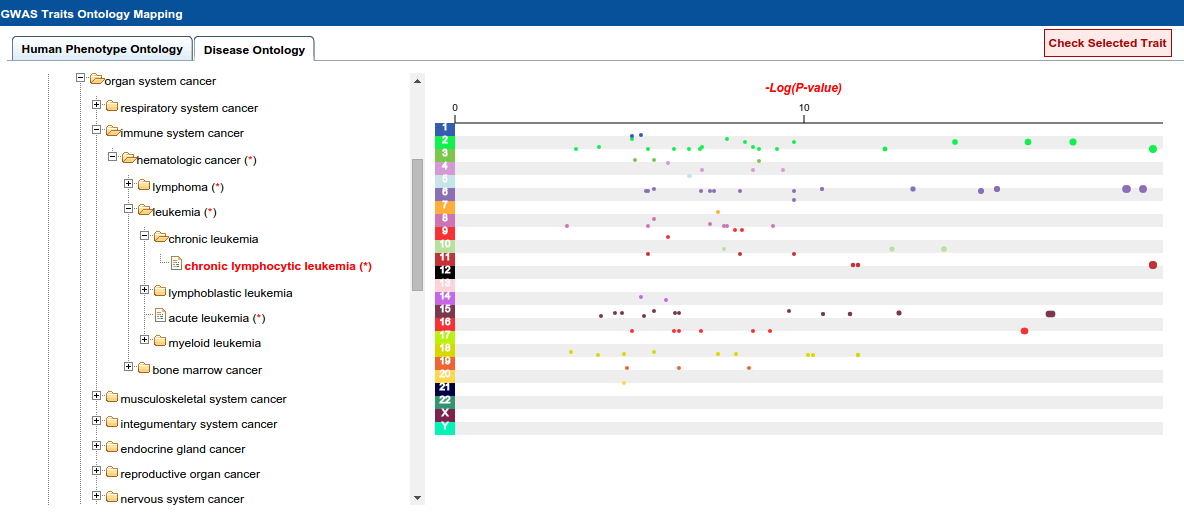 GWAS Traits Ontology Mapping
Human Phenotype Ontology
Disease Ontology
Check Selected Trait
organ system cancer
respiratory system cancer
immune system cancer
hematologic cancer (*)
lymphoma (*)
leukemia (*)
chronic leukemia
chronic lymphocytic leukemia (*)
lymphoblastic leukemia
acute leukemia (*)
myeloid leukemia
bone marrow cancer
musculoskeletal system cancer
integumentary system cancer
endocrine gland cancer
reproductive organ cancer
nervous system cancer
-Log(P-value)
0 10
1
2
3
4
5
6
7
8
9
10
11
12
13
14
15
16
17
18
19
20
21
22
X
Y